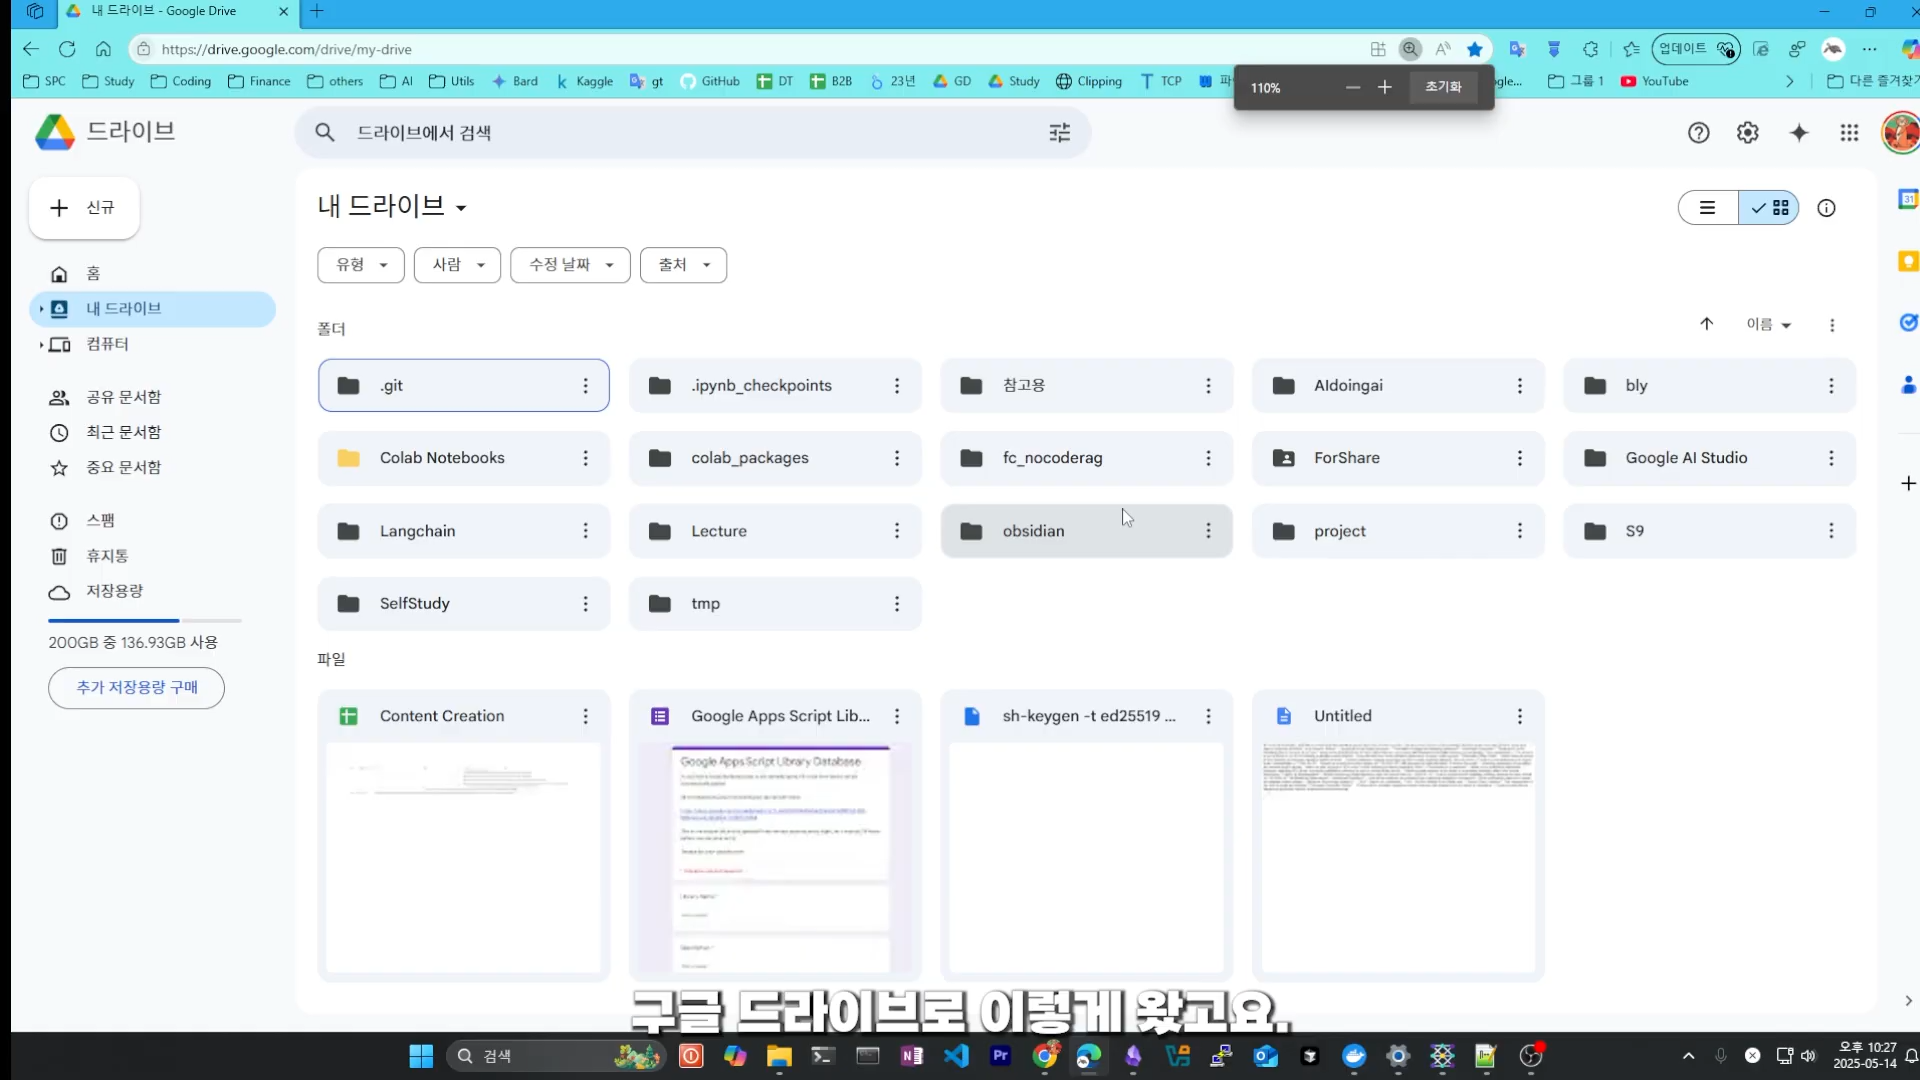 내 드라이브 - Google Drive
https://drive.google.com/drive/my-drive
업데이트
SPC
Study
Coding
Finance
others
AI
Utils
Bard
Kaggle
gt
GitHub
DT
B2B
23년
GD
Study
Clipping
TCP
그룹 1
YouTube
다른 즐겨찾기
110%
초기화
드라이브
드라이브에서 검색
신규
홈
내 드라이브
컴퓨터
공유 문서함
최근 문서함
중요 문서함
스팸
휴지통
저장용량
200GB 중 136.93GB 사용
추가 저장용량 구매
내 드라이브
유형
사람
수정 날짜
출처
폴더
이름
.git
.ipynb_checkpoints
참고용
AIdoingai
bly
Colab Notebooks
colab_packages
fc_nocoderag
ForShare
Google AI Studio
Langchain
Lecture
obsidian
project
S9
SelfStudy
tmp
파일
Content Creation
Google Apps Script Lib...
sh-keygen -t ed25519 ...
Untitled
Google Apps Script Library Database
구글 드라이브로 이렇게 왔고요.
검색
오후 10:27
2025-05-14